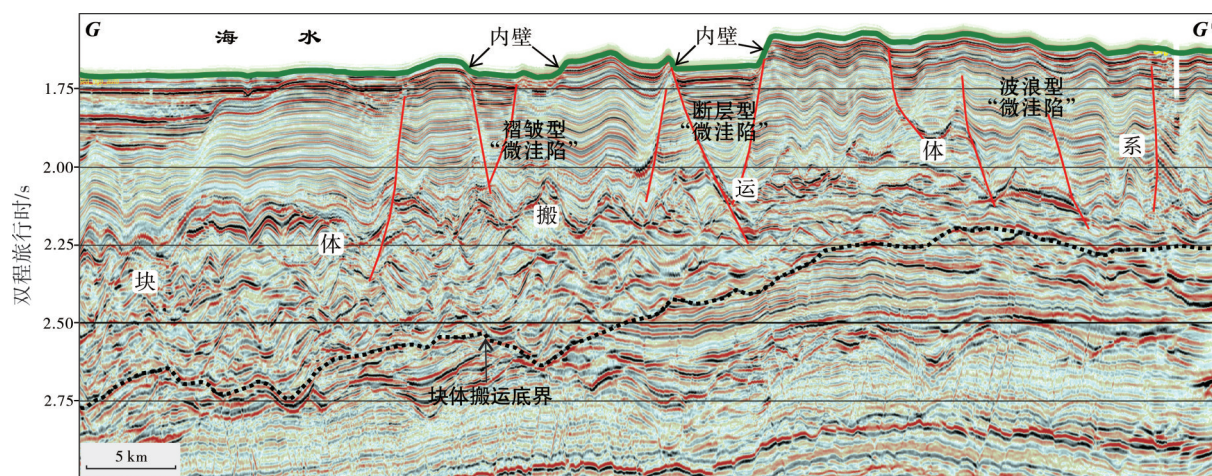 G
海 水
内壁
内壁
G'
1.75
褶皱型
“微洼陷”
断层型
“微洼陷”
波浪型
“微洼陷”
块 体 搬 运 体 系
2.00
2.25
2.50
2.75
双程旅行时/s
块体搬运底界
5 km